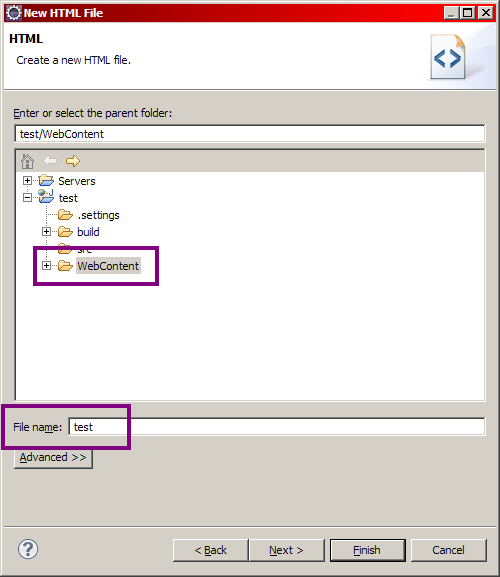 New HTML File
HTML
Create a new HTML file.
Enter or select the parent folder:
test/WebContent
Servers
test
.settings
build
src
WebContent
File name: test
Advanced >>
< Back Next > Finish Cancel